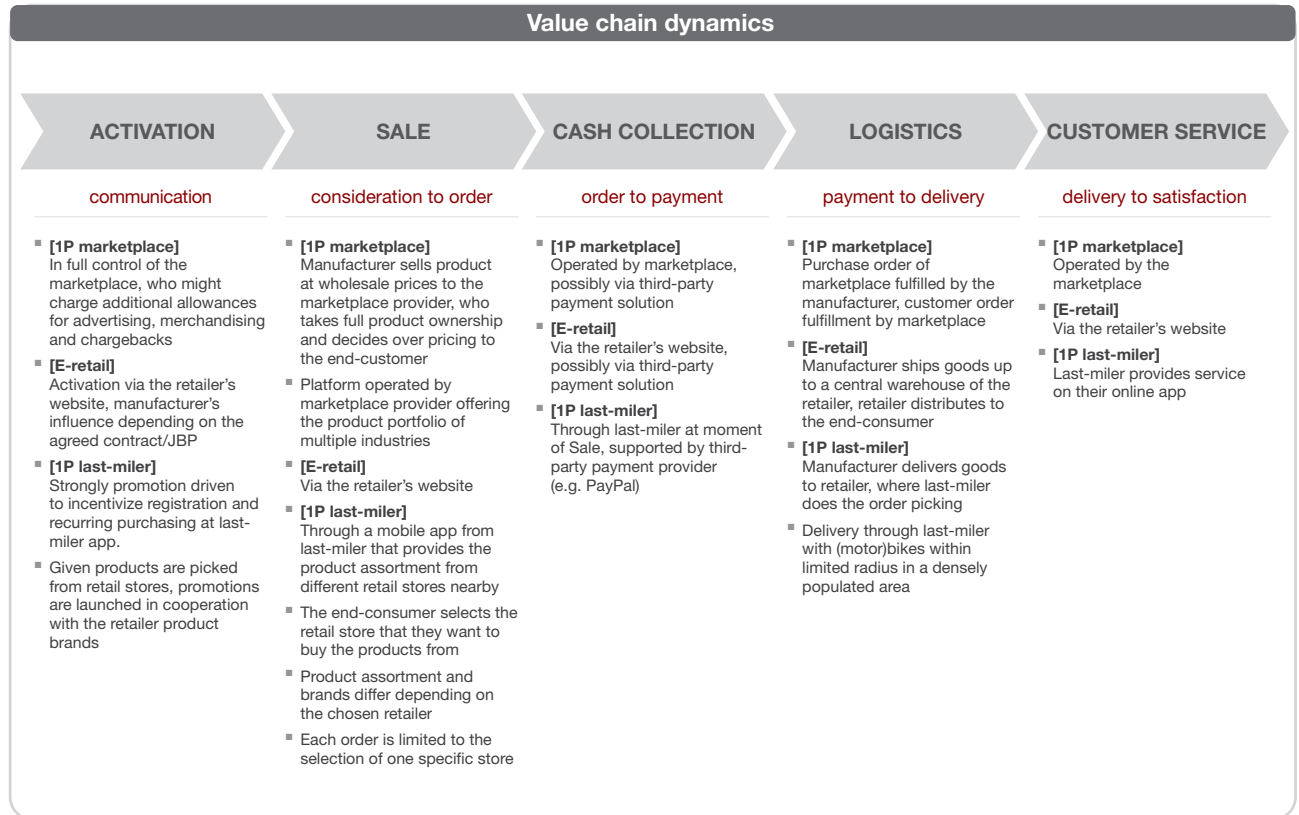 Value chain dynamics
ACTIVATION
SALE
CASH COLLECTION
LOGISTICS
CUSTOMER SERVICE
communication
consideration to order
order to payment
payment to delivery
delivery to satisfaction
[1P marketplace]
In full control of the
marketplace, who might
charge additional allowances
for advertising, merchandising
and chargebacks
[E-retail]
Activation via the retailer's
website, manufacturer's
influence depending on the
agreed contract/JBP
[1P last-miler]
Strongly promotion driven
to incentivize registration and
recurring purchasing at last-
miler app.
Given products are picked
from retail stores, promotions
are launched in cooperation
with the retailer product
brands
[1P marketplace]
Manufacturer sells product
at wholesale prices to the
marketplace provider, who
takes full product ownership
and decides over pricing to
the end-customer
Platform operated by
marketplace provider offering
the product portfolio of
multiple industries
[E-retail]
Via the retailer's website
[1P last-miler]
Through a mobile app from
last-miler that provides the
product assortment from
different retail stores nearby
The end-consumer selects the
retail store that they want to
buy the products from
Product assortment and
brands differ depending on
the chosen retailer
Each order is limited to the
selection of one specific store
[1P marketplace]
Operated by marketplace,
possibly via third-party
payment solution
[E-retail]
Via the retailer's website,
possibly via third-party
payment solution
[1P last-miler]
Through last-miler at moment
of Sale, supported by third-
party payment provider
(e.g. PayPal)
[1P marketplace]
Purchase order of
marketplace fulfilled by the
manufacturer, customer order
fulfillment by marketplace
[E-retail]
Manufacturer ships goods up
to a central warehouse of the
retailer, retailer distributes to
the end-consumer
[1P last-miler]
Manufacturer delivers goods
to retailer, where last-miler
does the order picking
Delivery through last-miler
with (motor)bikes within
limited radius in a densely
populated area
[1P marketplace]
Operated by the
marketplace
[E-retail]
Via the retailer's website
[1P last-miler]
Last-miler provides service
on their online app